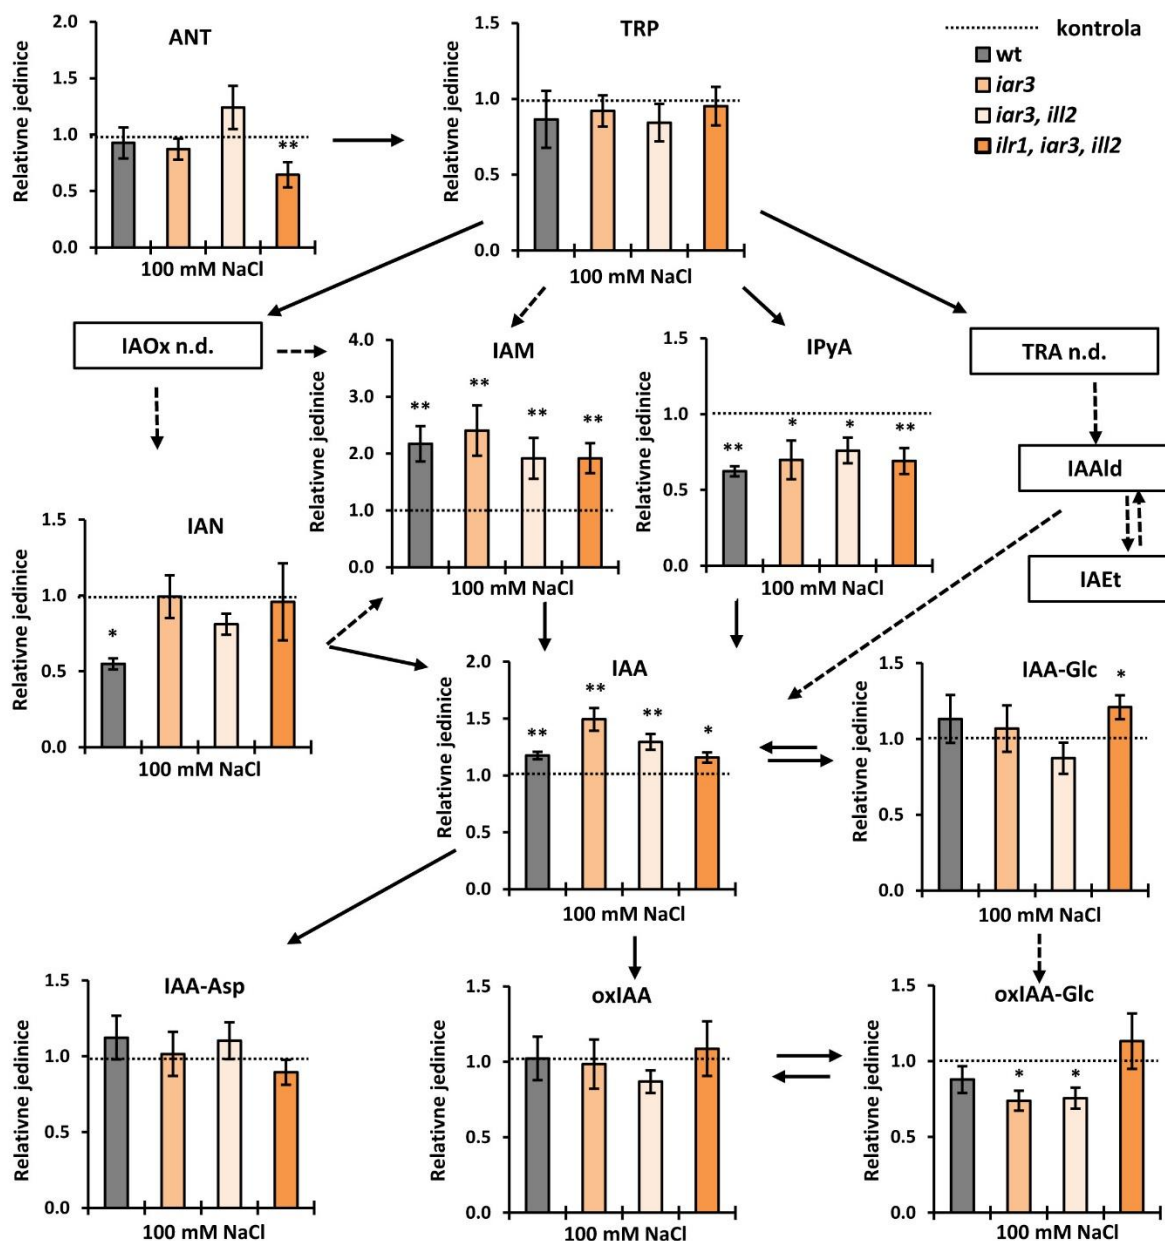 ANT
Relativne jedinice
2.0
1.5
1.0
0.5
0.0
**
100 mM NaCl
TRP
Relativne jedinice
1.5
1.0
0.5
0.0
100 mM NaCl
kontrola
wt
iar3
iar3, ill2
ilr1, iar3, ill2
IAOx n.d.
IAM
Relativne jedinice
4.0
3.0
2.0
1.0
0.0
** ** ** **
100 mM NaCl
IPyA
Relativne jedinice
1.5
1.0
0.5
0.0
** * * **
100 mM NaCl
TRA n.d.
IAAld
IAEt
IAN
Relativne jedinice
1.5
1.0
0.5
0.0
*
100 mM NaCl
IAA
Relativne jedinice
2.0
1.5
1.0
0.5
0.0
** ** ** *
100 mM NaCl
IAA-Glc
Relativne jedinice
1.5
1.0
0.5
0.0
*
100 mM NaCl
IAA-Asp
Relativne jedinice
1.5
1.0
0.5
0.0
100 mM NaCl
oxIAA
Relativne jedinice
1.5
1.0
0.5
0.0
100 mM NaCl
oxIAA-Glc
Relativne jedinice
1.5
1.0
0.5
0.0
* *
100 mM NaCl